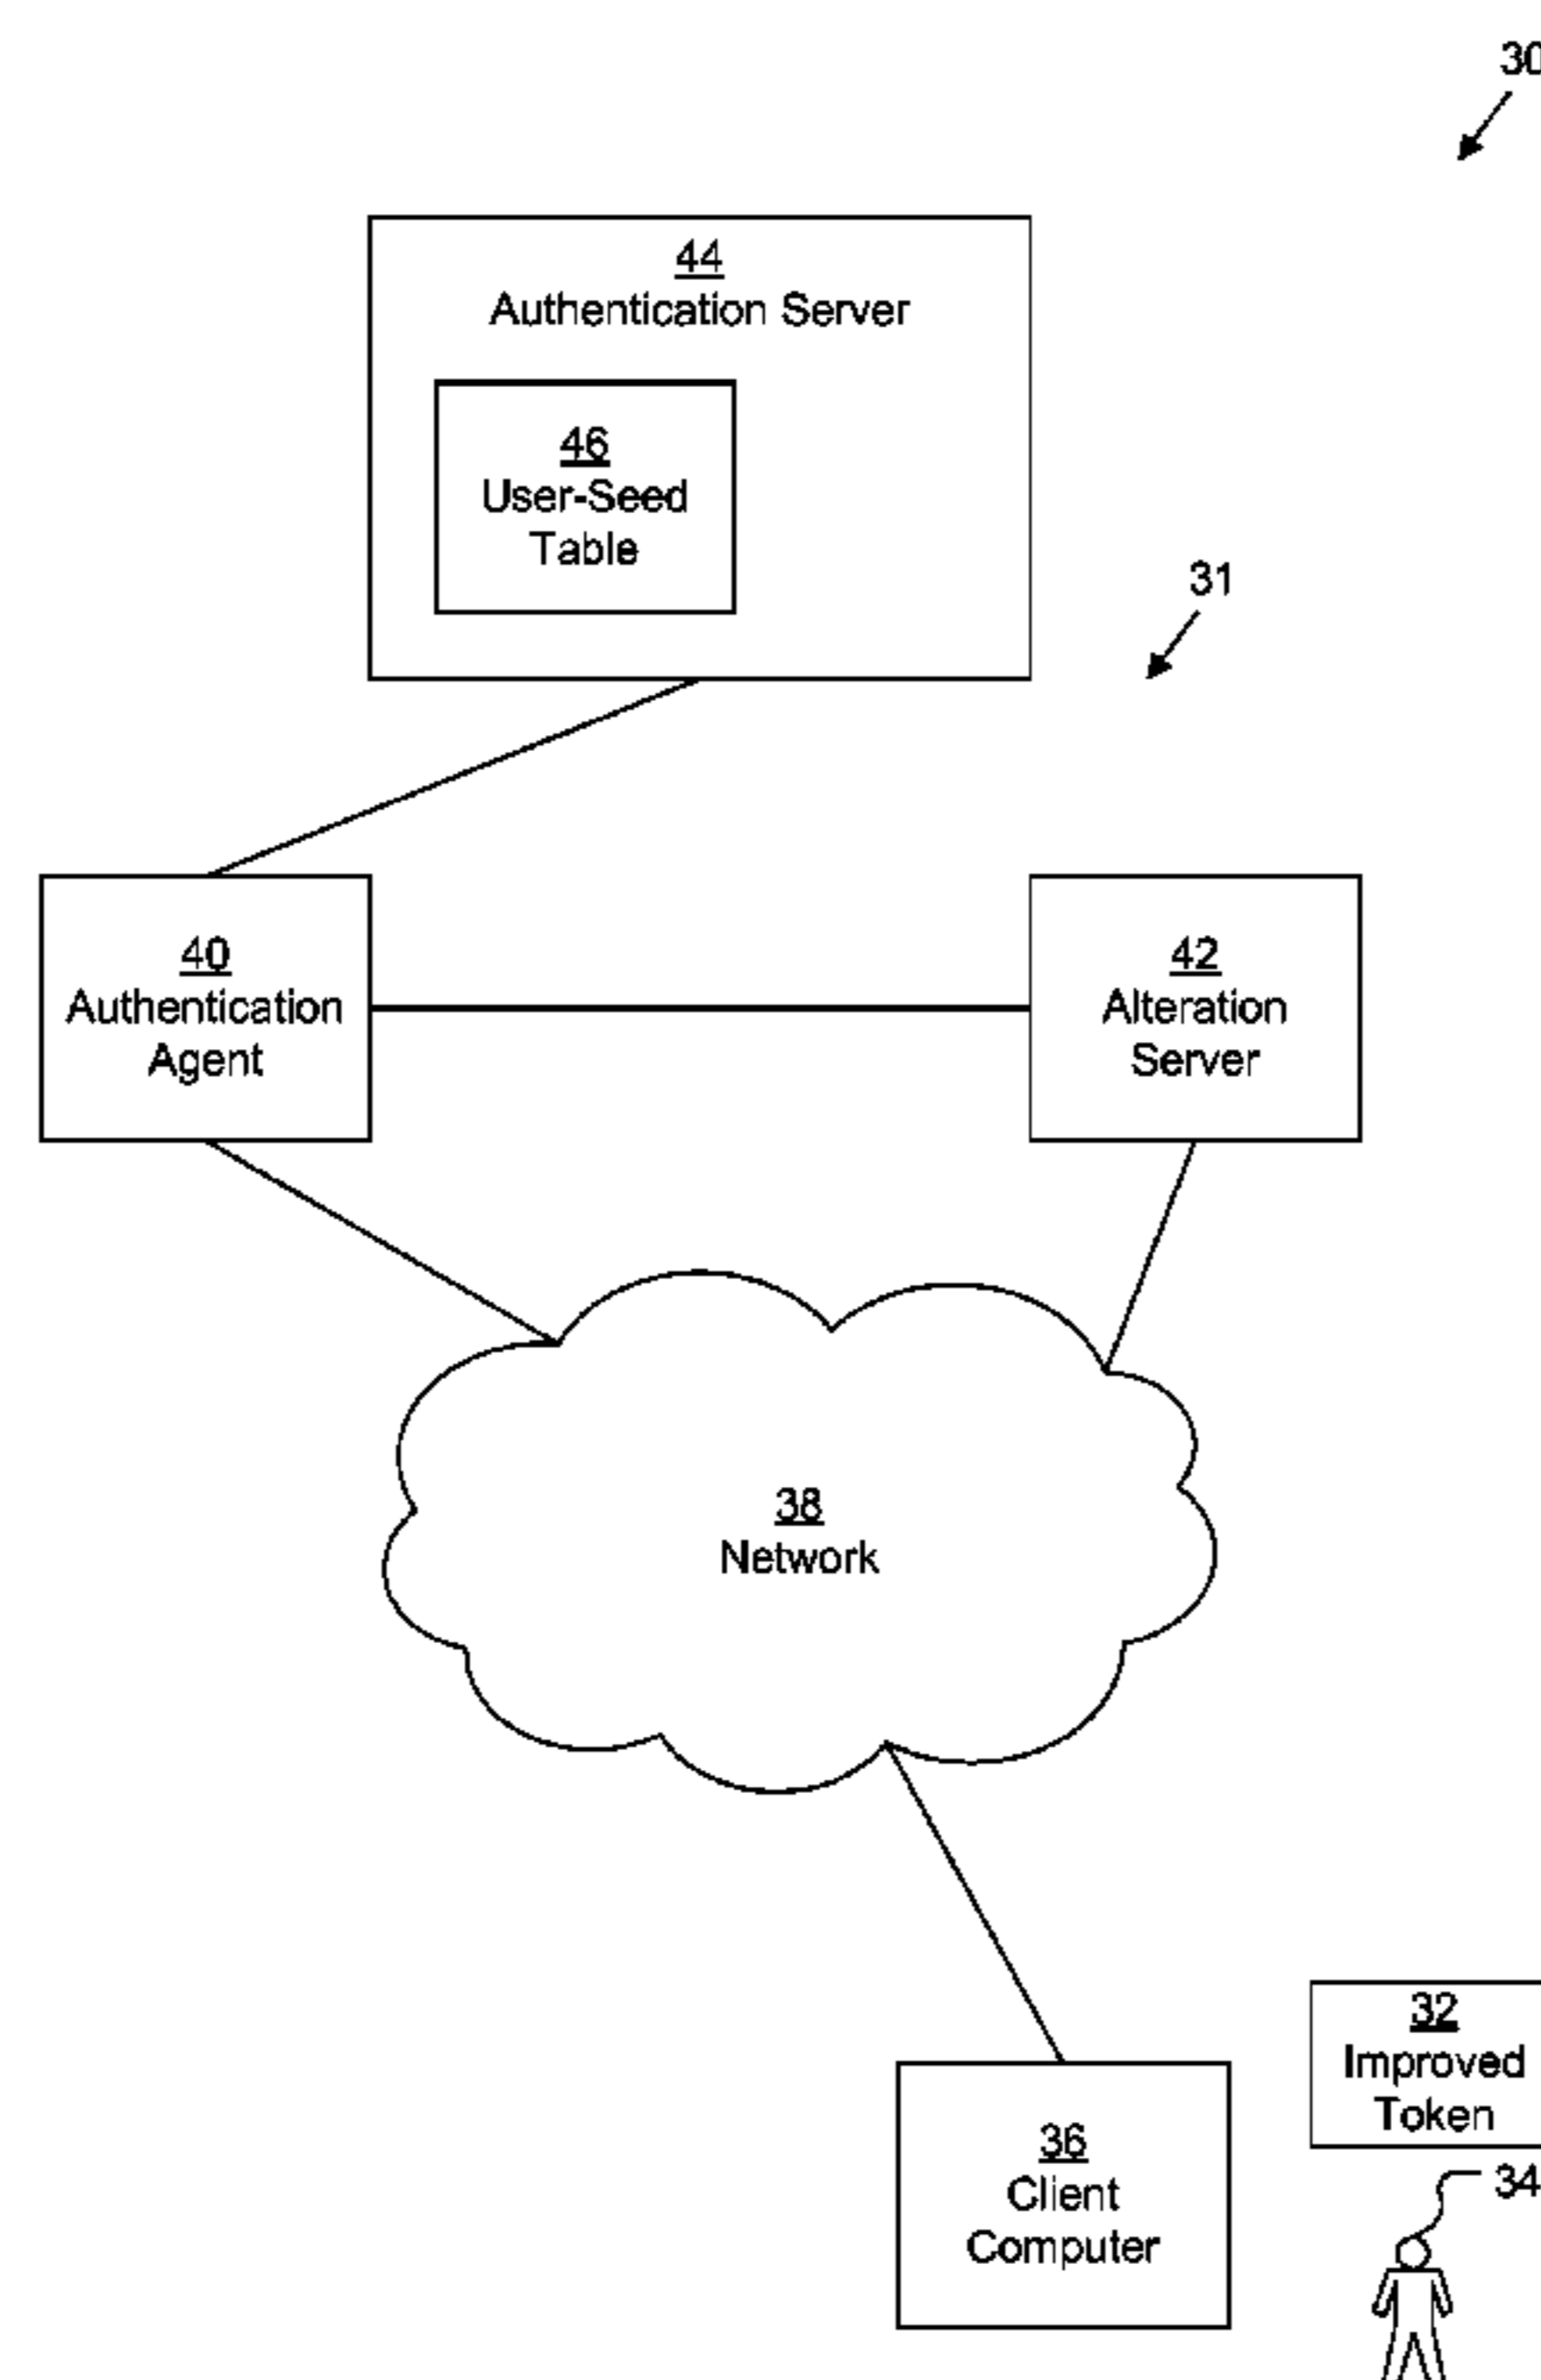 30
44
Authentication Server
46
User-Seed
Table
31
40
Authentication
Agent
42
Alteration
Server
38
Network
32
Improved
Token
36
Client
Computer
34